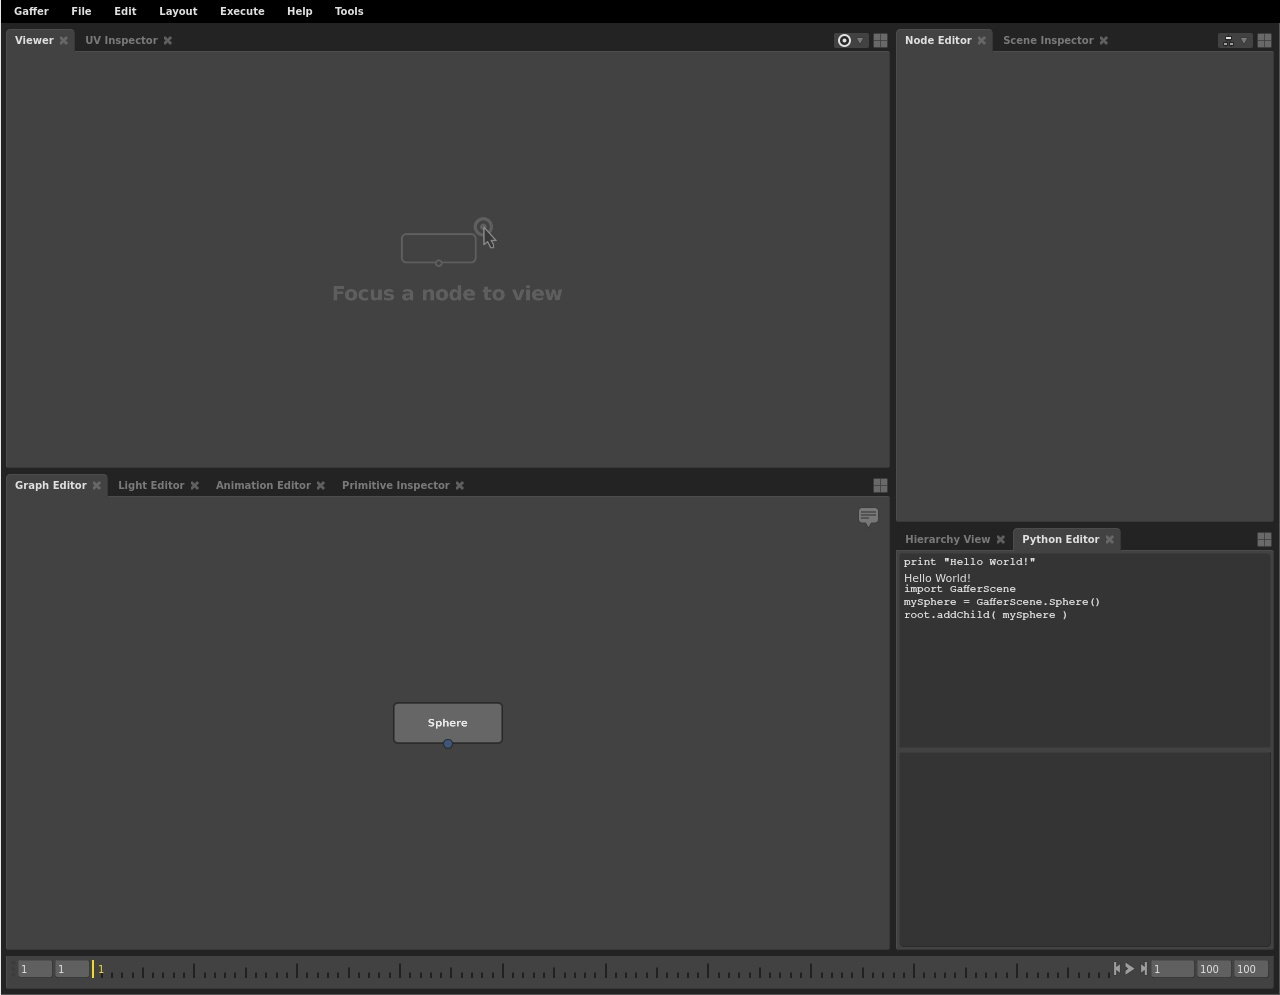 Gaffer File Edit Layout Execute Help Tools
Viewer UV Inspector
Node Editor Scene Inspector
Focus a node to view
Graph Editor Light Editor Animation Editor Primitive Inspector
Sphere
Hierarchy View Python Editor
print "Hello World!"
Hello World!
import GafferScene
mySphere = GafferScene.Sphere()
root.addChild( mySphere )
1 1 1 1 100 100